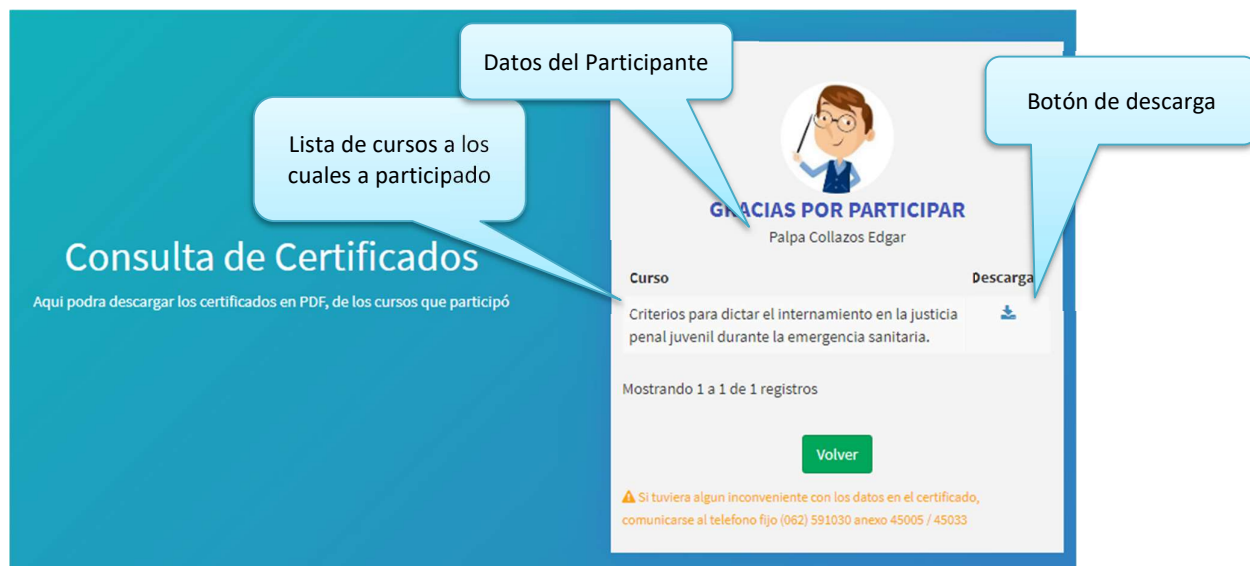 Datos del Participante
Botón de descarga
Lista de cursos a los
cuales a participado
GRACIAS POR PARTICIPAR
Palpa Collazos Edgar
Consulta de Certificados
Aqui podra descargar los certificados en PDF, de los cursos que participó
Curso Descarga
Criterios para dictar el internamiento en la justicia
penal juvenil durante la emergencia sanitaria.
Mostrando 1 a 1 de 1 registros
Volver
Si tuviera algun inconveniente con los datos en el certificado,
comunicarse al telefono fijo (062) 591030 anexo 45005 / 45033